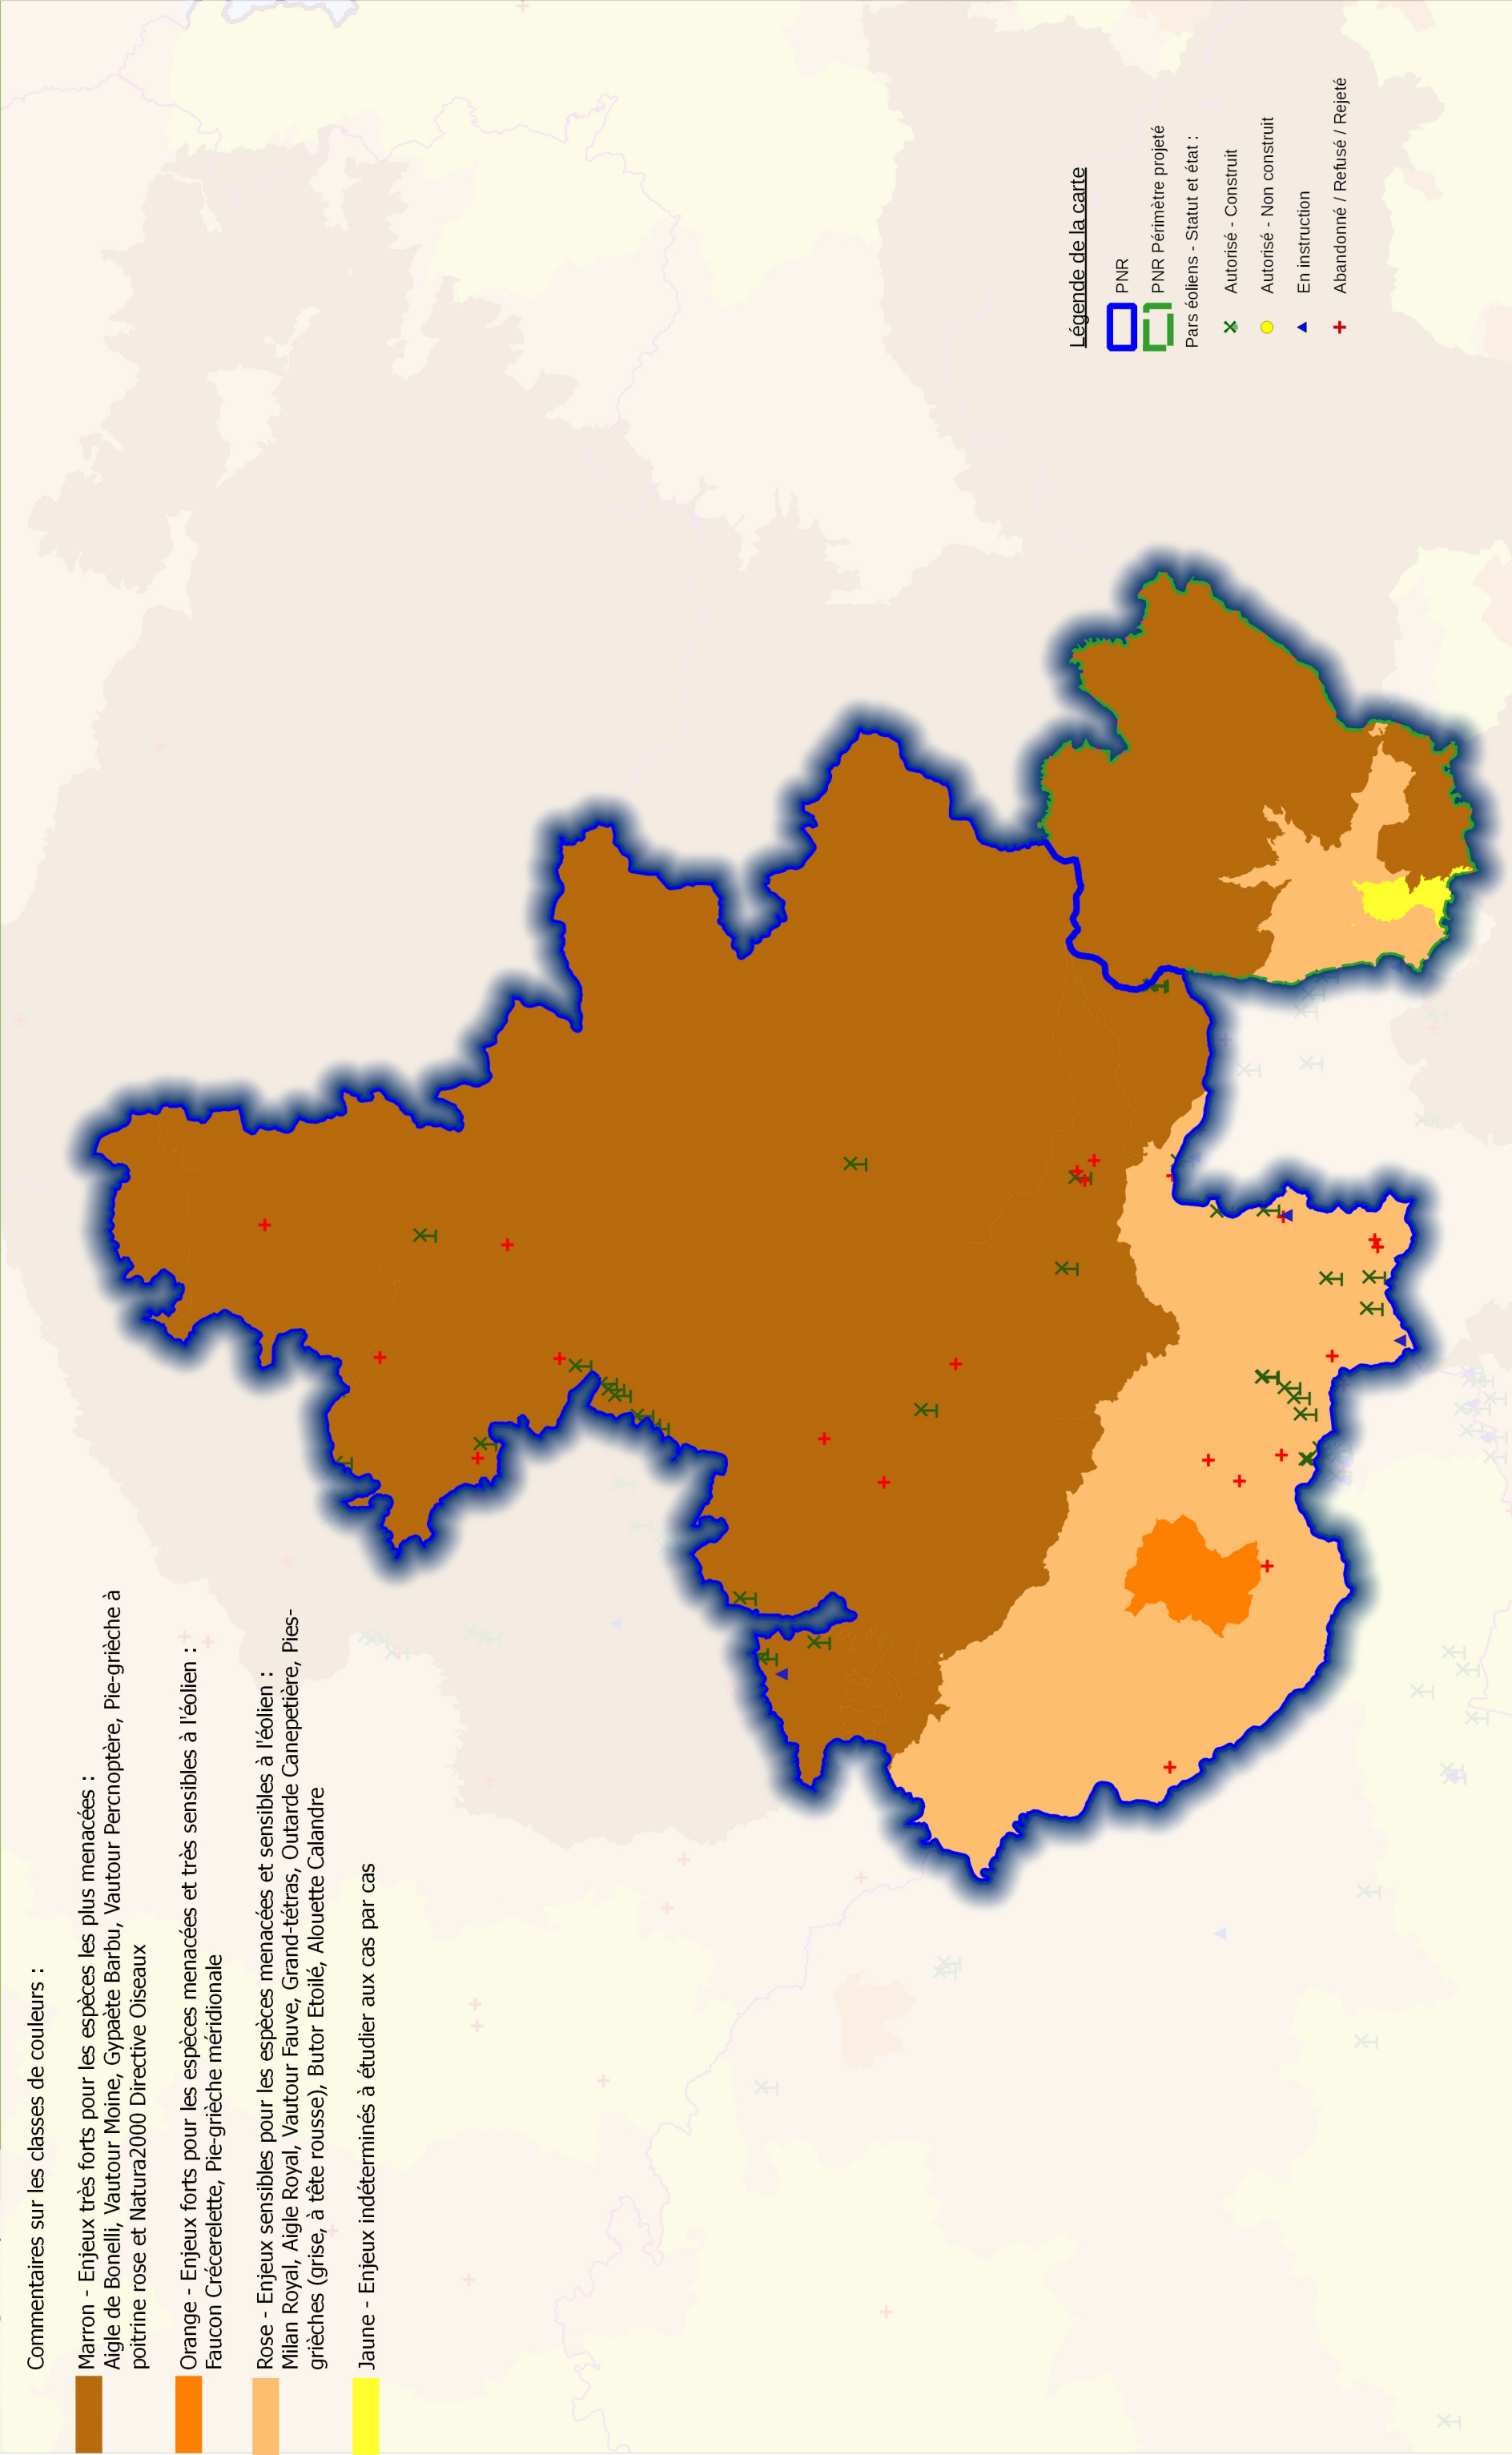 Commentaires sur les classes de couleurs :
Marron - Enjeux très forts pour les espèces les plus menacées :
Aigle de Bonelli, Vautour Moine, Gypaète Barbu, Vautour Percnoptère, Pie-grièche à
poitrine rose et Natura2000 Directive Oiseaux
Orange - Enjeux forts pour les espèces menacées et très sensibles à l'éolien :
Faucon Crécerelette, Pie-grièche méridionale
Rose - Enjeux sensibles pour les espèces menacées et sensibles à l'éolien :
Milan Royal, Aigle Royal, Vautour Fauve, Grand-tétras, Outarde Canepetière, Pies-
grièches (grise, à tête rousse), Butor Etoilé, Alouette Calandre
Jaune - Enjeux indéterminés à étudier aux cas par cas
Légende de la carte
PNR
PNR Périmètre projeté
Pars éoliens - Statut et état :
Autorisé - Construit
Autorisé - Non construit
En instruction
Abandonné / Refusé / Rejeté